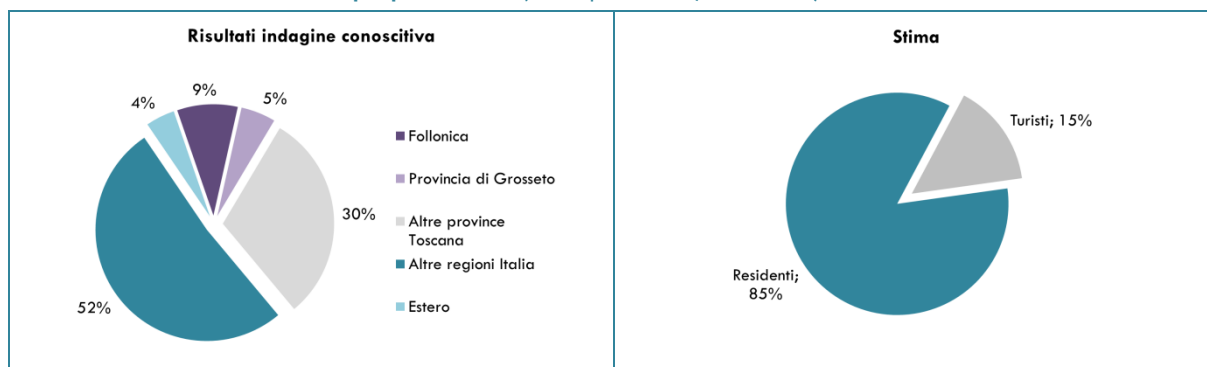 Risultati indagine conoscitiva
4%
9%
5%
30%
52%
Follonica
Provincia di Grosseto
Altre province
Toscana
Altre regioni Italia
Estero
Stima
Turisti; 15%
Residenti;
85%